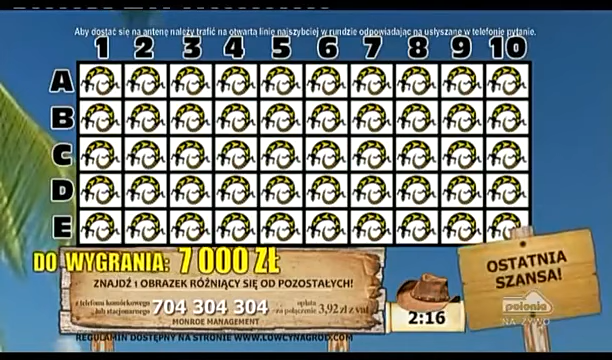 Aby dostać się na antenę należy trafić na otwartą linię najszybciej w rundzie odpowiadając na usłyszane w telefonie pytanie.
1 2 3 4 5 6 7 8 9 10
A
B
C
D
E
DO WYGRANIA: 7 000 ZŁ
ZNAJDŹ 1 OBRAZEK RÓŻNIĄCY SIĘ OD POZOSTAŁYCH!
z telefonu komórkowego
lub stacjonarnego
704 304 304
opłata
za połączenie 3,92 zł z vat
MONROE MANAGEMENT
REGULAMIN DOSTĘPNY NA STRONIE WWW.LOWCYNAGROD.COM
2:16
OSTATNIA
SZANSA!
polonia
NA ŻYWO